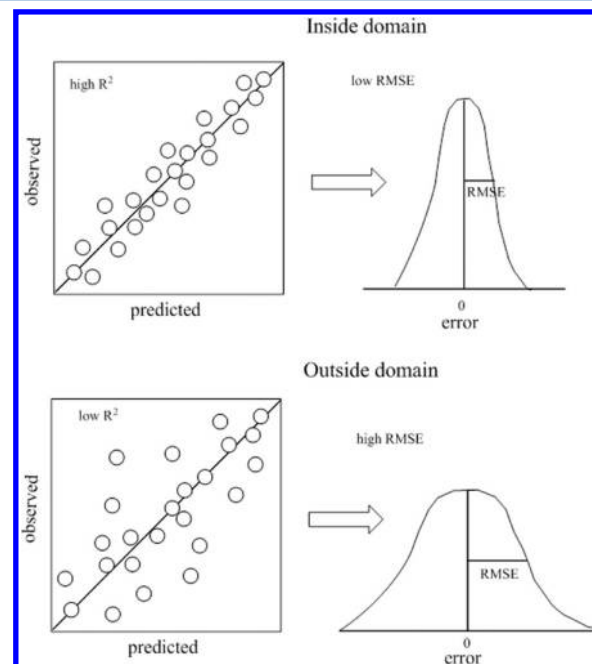 Inside domain
high R²
low RMSE
observed
RMSE
predicted
0
error
Outside domain
low R²
high RMSE
observed
RMSE
predicted
0
error